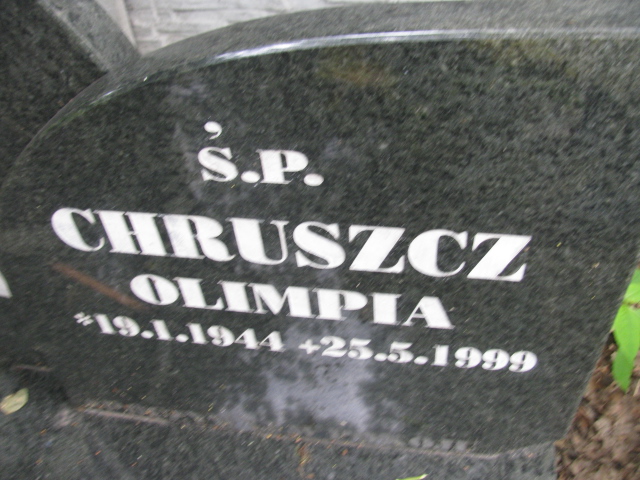 Ś.P.
CHRUSZCZ
OLIMPIA
*19.1.1944 +25.5.1999